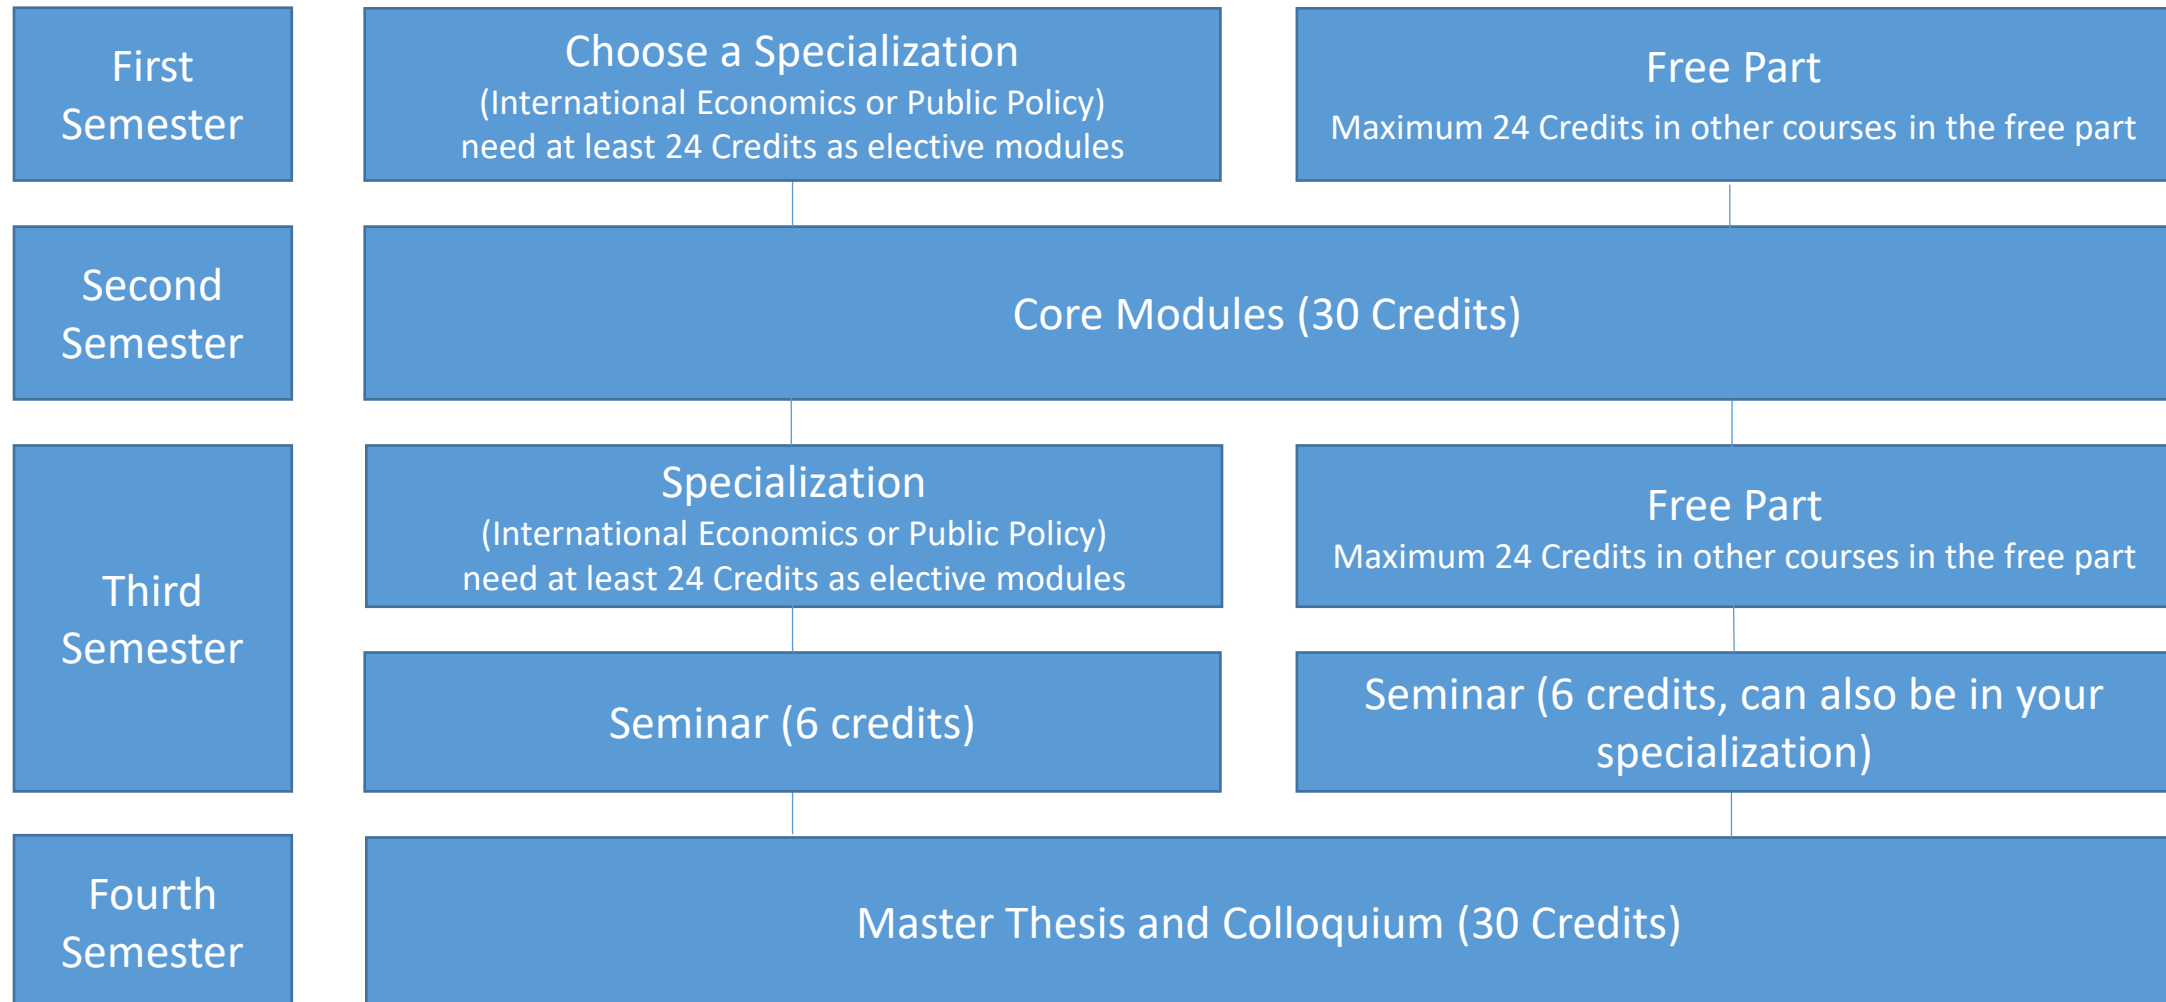 First
Semester
Choose a Specialization
(International Economics or Public Policy)
need at least 24 Credits as elective modules
Free Part
Maximum 24 Credits in other courses in the free part
Second
Semester
Core Modules (30 Credits)
Third
Semester
Specialization
(International Economics or Public Policy)
need at least 24 Credits as elective modules
Free Part
Maximum 24 Credits in other courses in the free part
Seminar (6 credits)
Seminar (6 credits, can also be in your
specialization)
Fourth
Semester
Master Thesis and Colloquium (30 Credits)